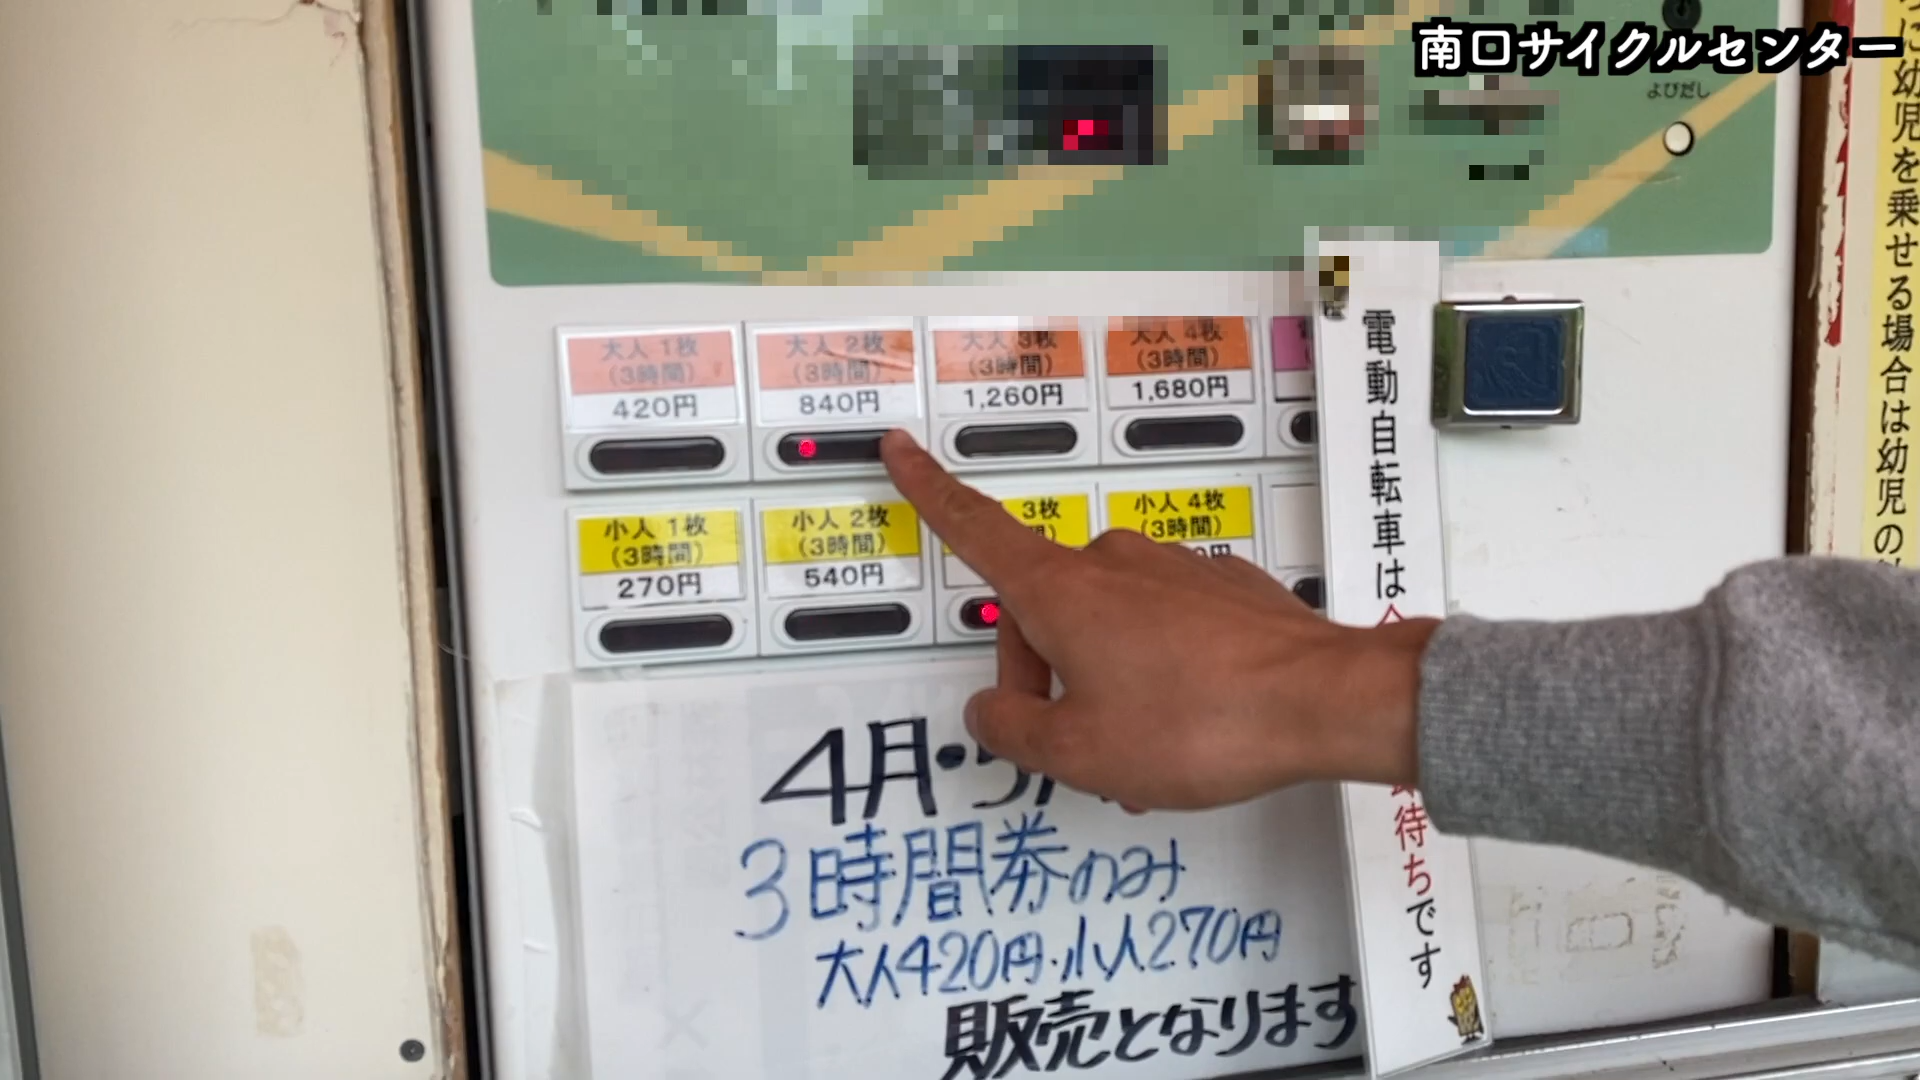 南口サイクルセンター
よびだし
大人 1枚
(3時間)
420円
大人 2枚
(3時間)
840円
大人 3枚
(3時間)
1,260円
大人 4枚
(3時間)
1,680円
小人 1枚
(3時間)
270円
小人 2枚
(3時間)
540円
3枚
小人 4枚
(3時間)
電動自転車は
待ちです
幼児を乗せる場合は幼児の
4月・5
3時間券のみ
大人420円・小人270円
販売となります